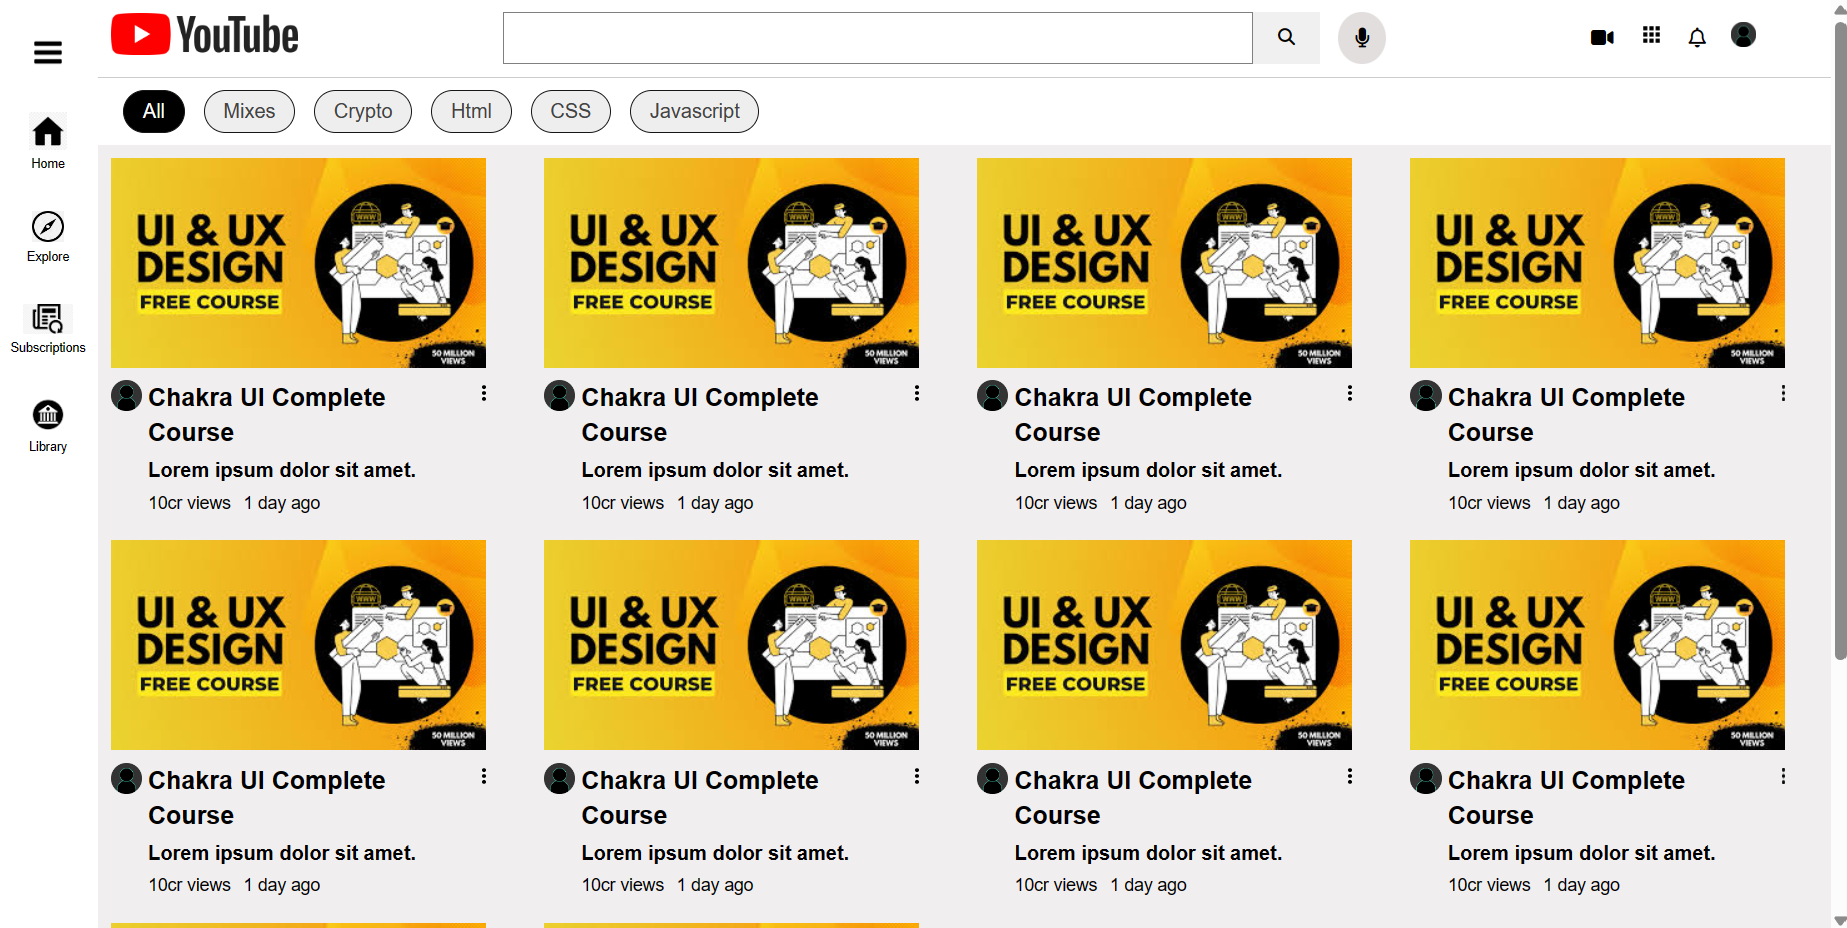 YouTube
All Mixes Crypto Html CSS Javascript
Home
Explore
Subscriptions
Library
WWW
UI & UX
DESIGN
FREE COURSE
50 MILLION
VIEWS
WWW
UI & UX
DESIGN
FREE COURSE
50 MILLION
VIEWS
WWW
UI & UX
DESIGN
FREE COURSE
50 MILLION
VIEWS
WWW
UI & UX
DESIGN
FREE COURSE
50 MILLION
VIEWS
Chakra UI Complete
Course
Lorem ipsum dolor sit amet.
10cr views 1 day ago
Chakra UI Complete
Course
Lorem ipsum dolor sit amet.
10cr views 1 day ago
Chakra UI Complete
Course
Lorem ipsum dolor sit amet.
10cr views 1 day ago
Chakra UI Complete
Course
Lorem ipsum dolor sit amet.
10cr views 1 day ago
WWW
UI & UX
DESIGN
FREE COURSE
50 MILLION
VIEWS
WWW
UI & UX
DESIGN
FREE COURSE
50 MILLION
VIEWS
WWW
UI & UX
DESIGN
FREE COURSE
50 MILLION
VIEWS
WWW
UI & UX
DESIGN
FREE COURSE
50 MILLION
VIEWS
Chakra UI Complete
Course
Lorem ipsum dolor sit amet.
10cr views 1 day ago
Chakra UI Complete
Course
Lorem ipsum dolor sit amet.
10cr views 1 day ago
Chakra UI Complete
Course
Lorem ipsum dolor sit amet.
10cr views 1 day ago
Chakra UI Complete
Course
Lorem ipsum dolor sit amet.
10cr views 1 day ago